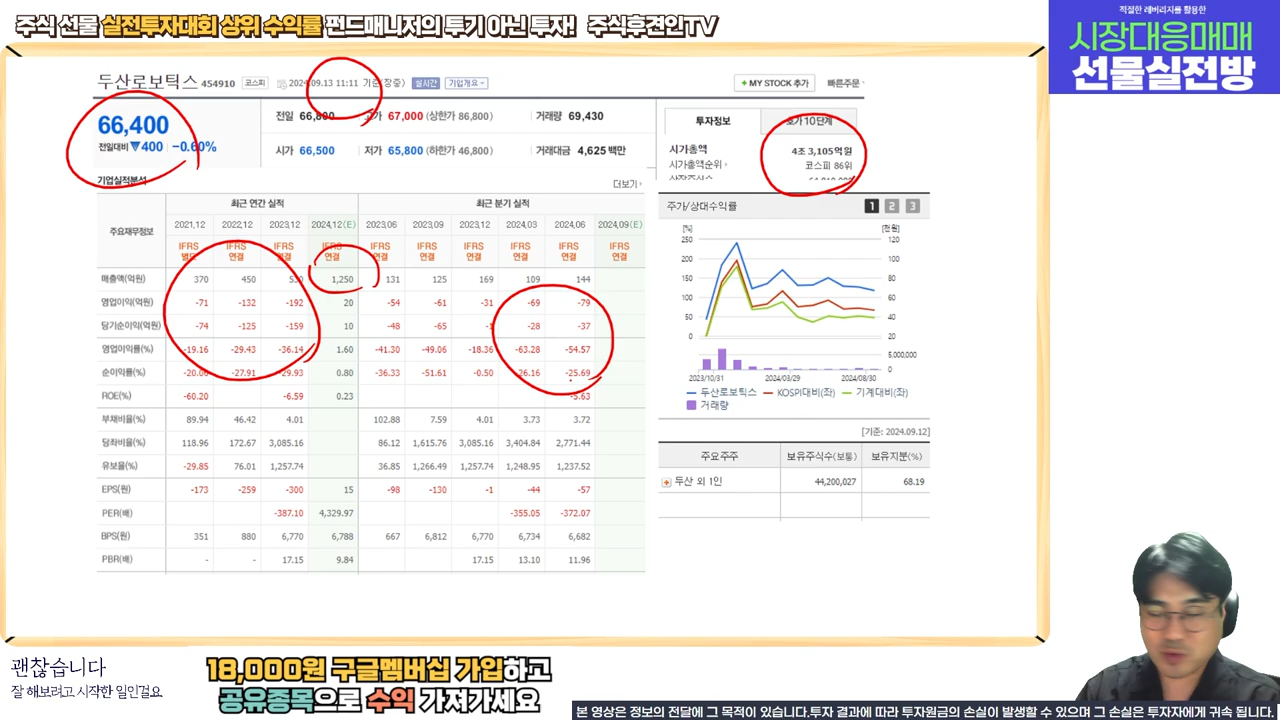 주식 선물 실전투자대회 상위 수익률 펀드매니저의 투기 아닌 투자! 주식후견인TV
적절한 레버리지를 활용한
시장대응매매
선물실전방
두산로보틱스 454910 코스피 2024.09.13 11:11 기준(장중) 실시간 기업개요
+ MY STOCK 추가 빠른주문
66,400
전일대비 ▼400 -0.60%
전일 66,800 고가 67,000 (상한가 86,800) 거래량 69,430
시가 66,500 저가 65,800 (하한가 46,800) 거래대금 4,625 백만
투자정보 호가 10단계
시가총액 4조 3,105억원
시가총액순위 코스피 86위
기업실적분석 더보기
주요재무정보 최근 연간 실적 최근 분기 실적
2021.12 2022.12 2023.12 2024.12(E) 2023.06 2023.09 2023.12 2024.03 2024.06 2024.09(E)
IFRS IFRS IFRS IFRS IFRS IFRS IFRS IFRS IFRS IFRS
별도 연결 연결 연결 연결 연결 연결 연결 연결 연결
매출액(억원) 370 450 530 1,250 131 125 169 109 144
영업이익(억원) -71 -132 -192 20 -54 -61 -31 -69 -79
당기순이익(억원) -74 -125 -159 10 -48 -65 -1 -28 -37
영업이익률(%) -19.16 -29.43 -36.14 1.60 -41.30 -49.06 -18.36 -63.28 -54.57
순이익률(%) -20.06 -27.91 -29.93 0.80 -36.33 -51.61 -0.50 -26.16 -25.69
ROE(%) -60.20 -6.59 0.23 -5.63
부채비율(%) 89.94 46.42 4.01 102.88 7.59 4.01 3.73 3.72
당좌비율(%) 118.96 172.67 3,085.16 86.12 1,615.76 3,085.16 3,404.84 2,771.44
유보율(%) -29.85 76.01 1,257.74 36.85 1,266.49 1,257.74 1,248.95 1,237.52
EPS(원) -173 -259 -300 15 -98 -130 -1 -44 -57
PER(배) -387.10 4,329.97 -355.05 -372.07
BPS(원) 351 880 6,770 6,788 667 6,812 6,770 6,734 6,682
PBR(배) - - 17.15 9.84 17.15 13.10 11.96
주가/상대수익률 1 2 3
[%] [천원]
250 120
200 100
150 80
100 60
50 40
0 20
5,000,000
0
2023/10/31 2024/03/29 2024/08/30
두산로보틱스 KOSPI대비(좌) 기계대비(좌)
거래량
[기준: 2024.09.12]
주요주주 보유주식수(보통) 보유지분(%)
두산 외 1인 44,200,027 68.19
괜찮습니다
잘 해보려고 시작한 일인걸요
18,000원 구글멤버십 가입하고
공유종목으로 수익 가져가세요
본 영상은 정보의 전달에 그 목적이 있습니다.투자 결과에 따라 투자원금의 손실이 발생할 수 있으며 그 손실은 투자자에게 귀속 됩니다.